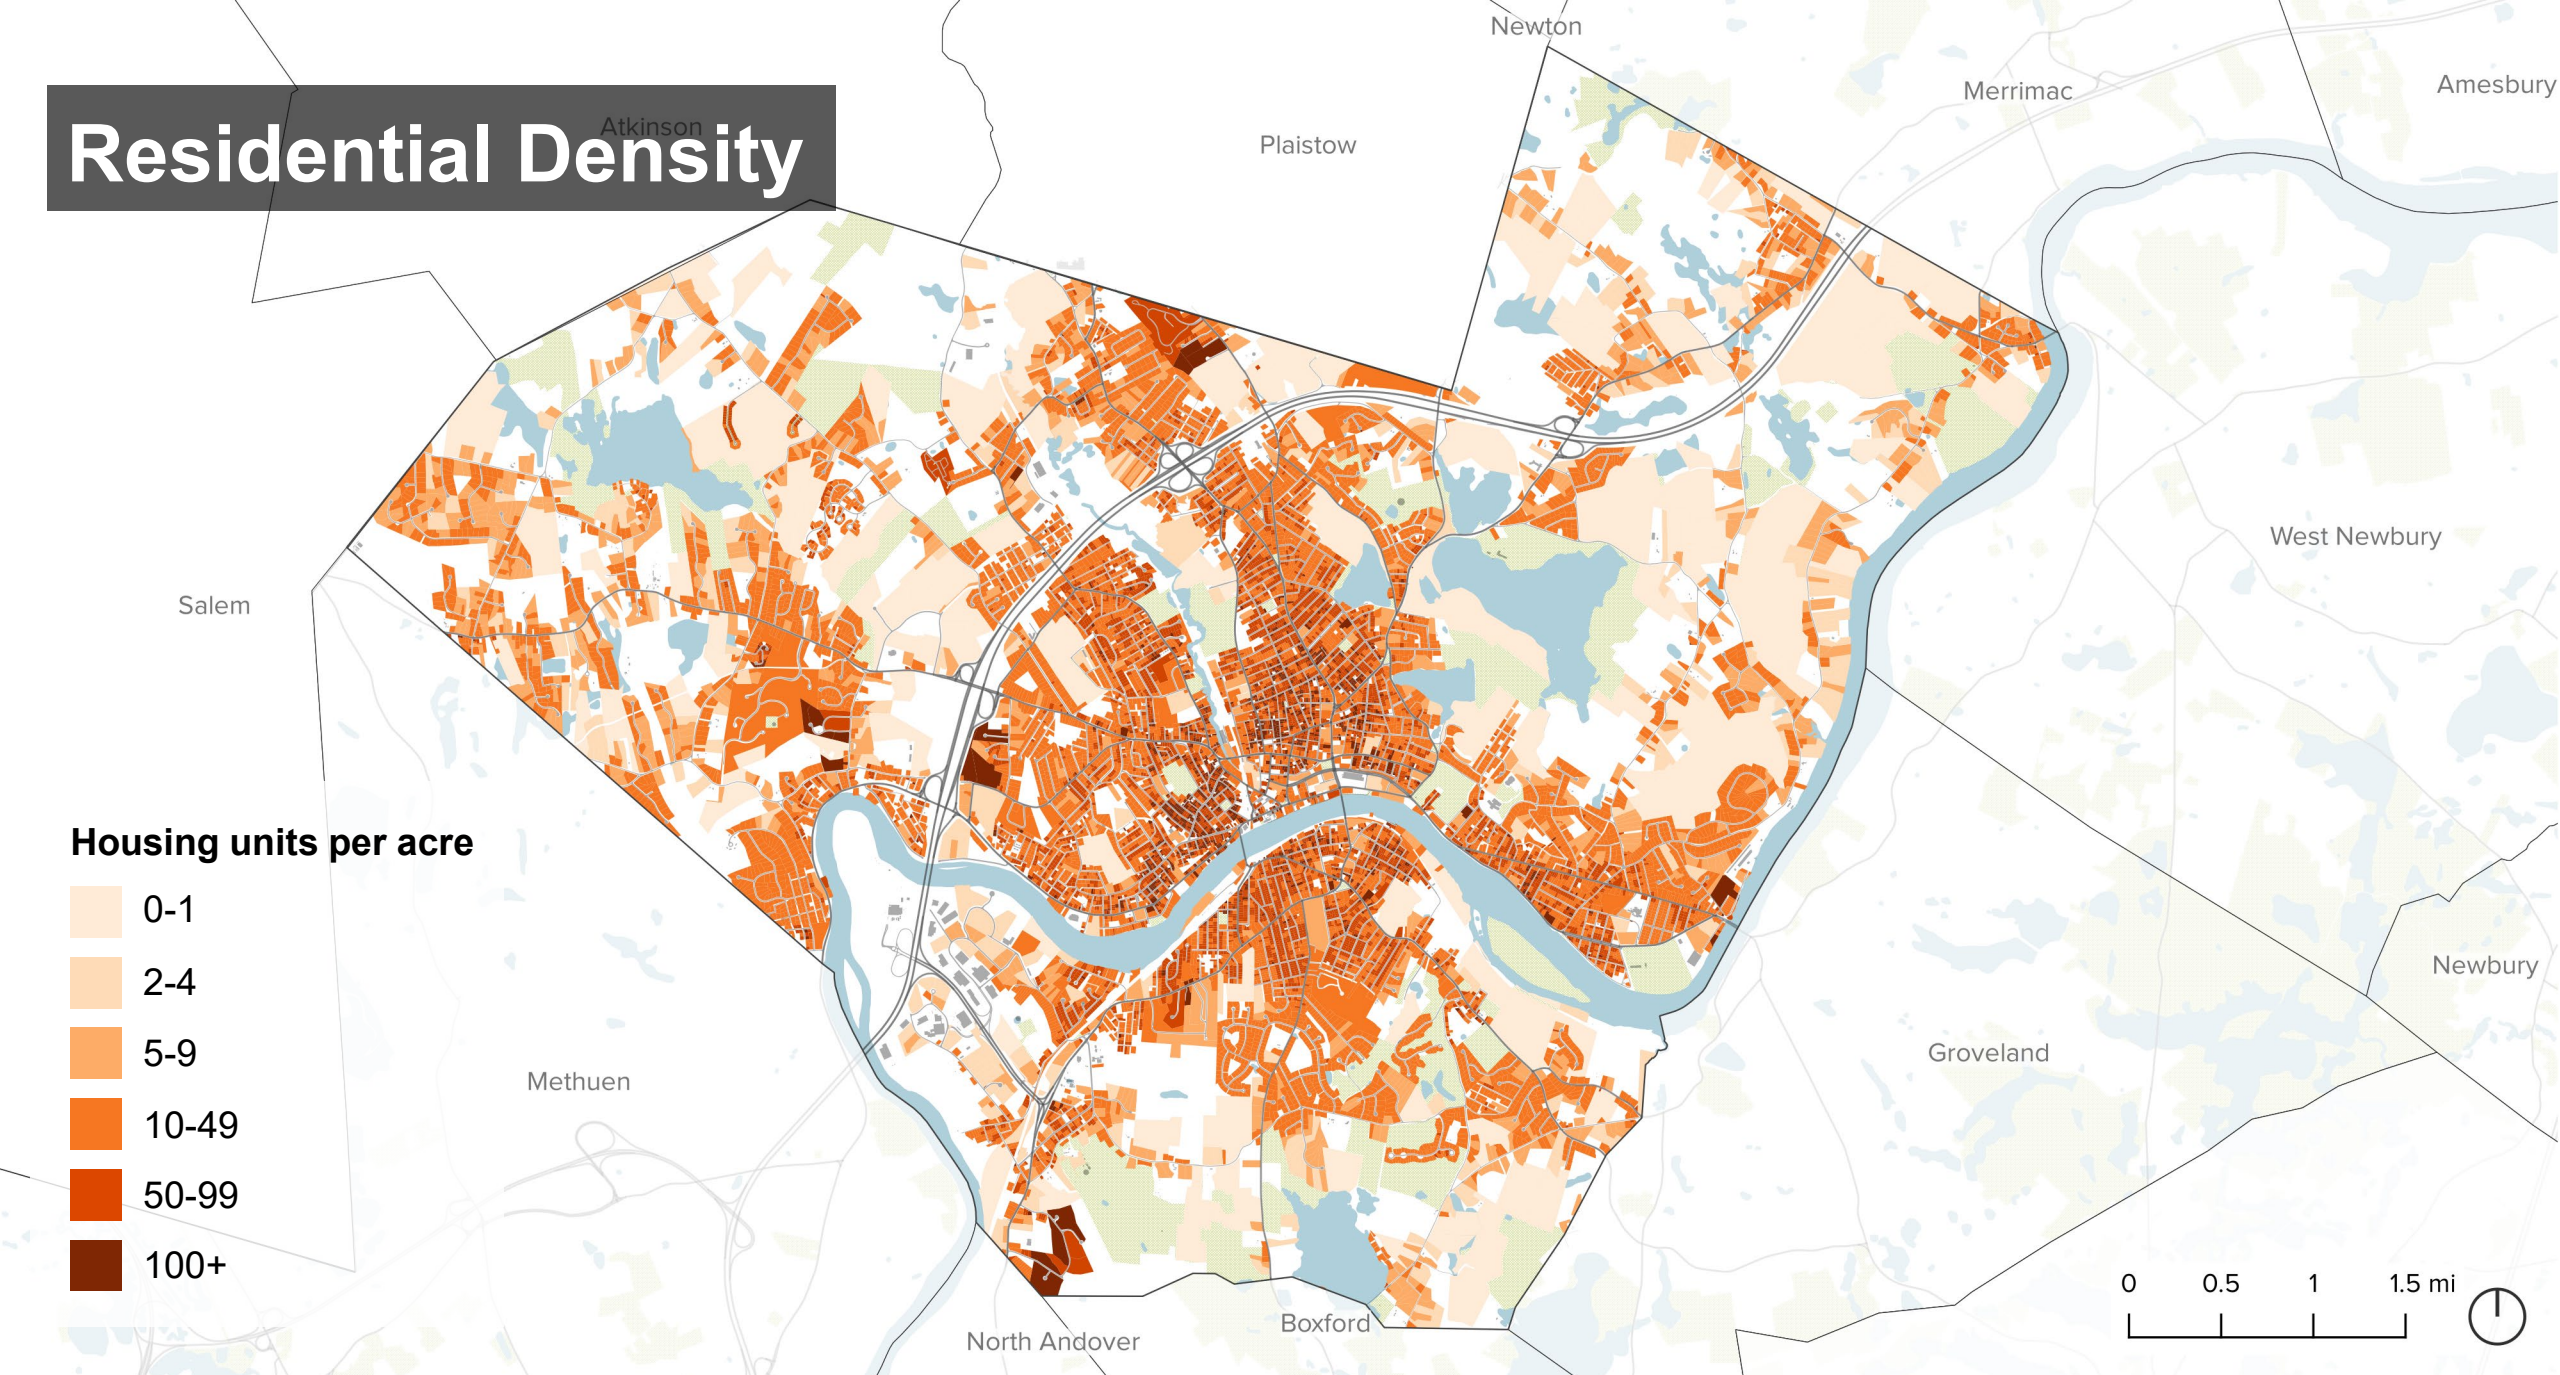 Newton
Merrimac
Amesbury
Atkinson
Residential Density
Plaistow
West Newbury
Salem
Housing units per acre
0-1
2-4
5-9
10-49
50-99
100+
Newbury
Groveland
Methuen
0 0.5 1 1.5 mi
Boxford
North Andover